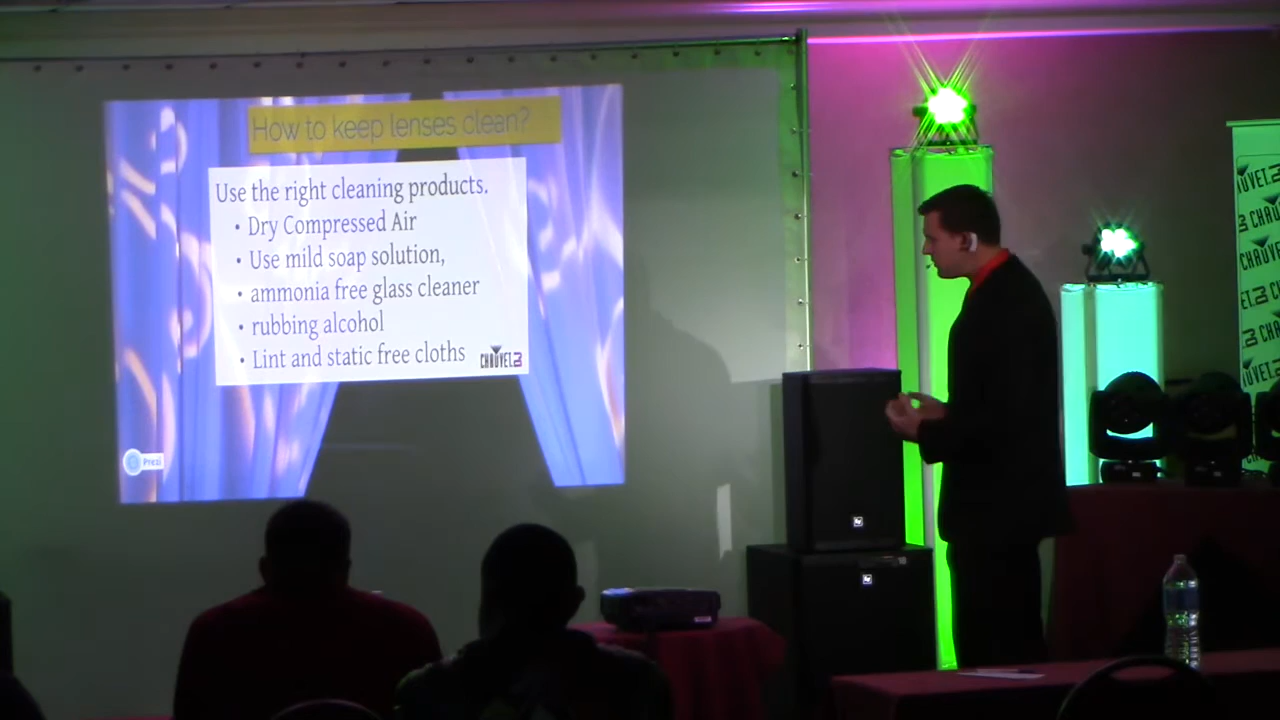 How to keep lenses clean?
Use the right cleaning products.
• Dry Compressed Air
• Use mild soap solution,
• ammonia free glass cleaner
• rubbing alcohol
• Lint and static free cloths
CHAUVET
Prezi
CHAUVET
CHAUVET